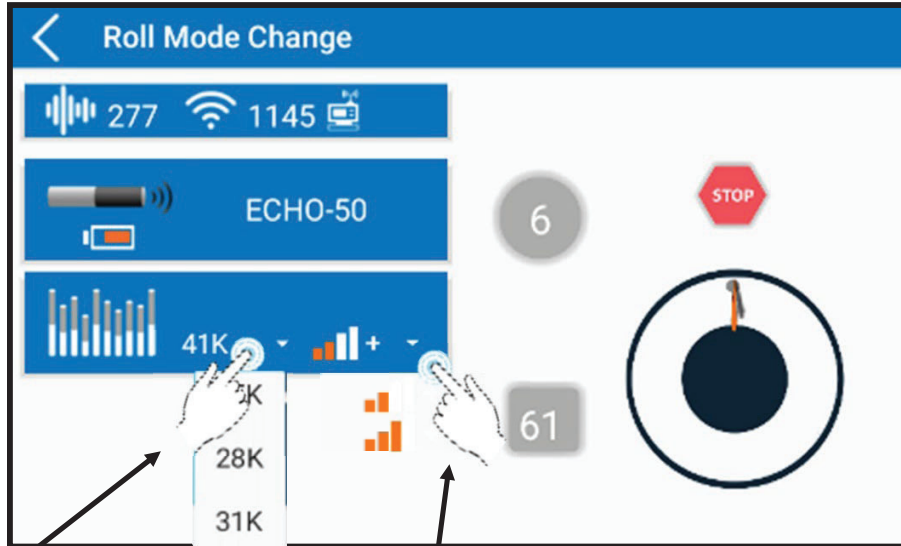 Roll Mode Change
277 1145
ECHO-50
6
STOP
41K +
28K
31K
61